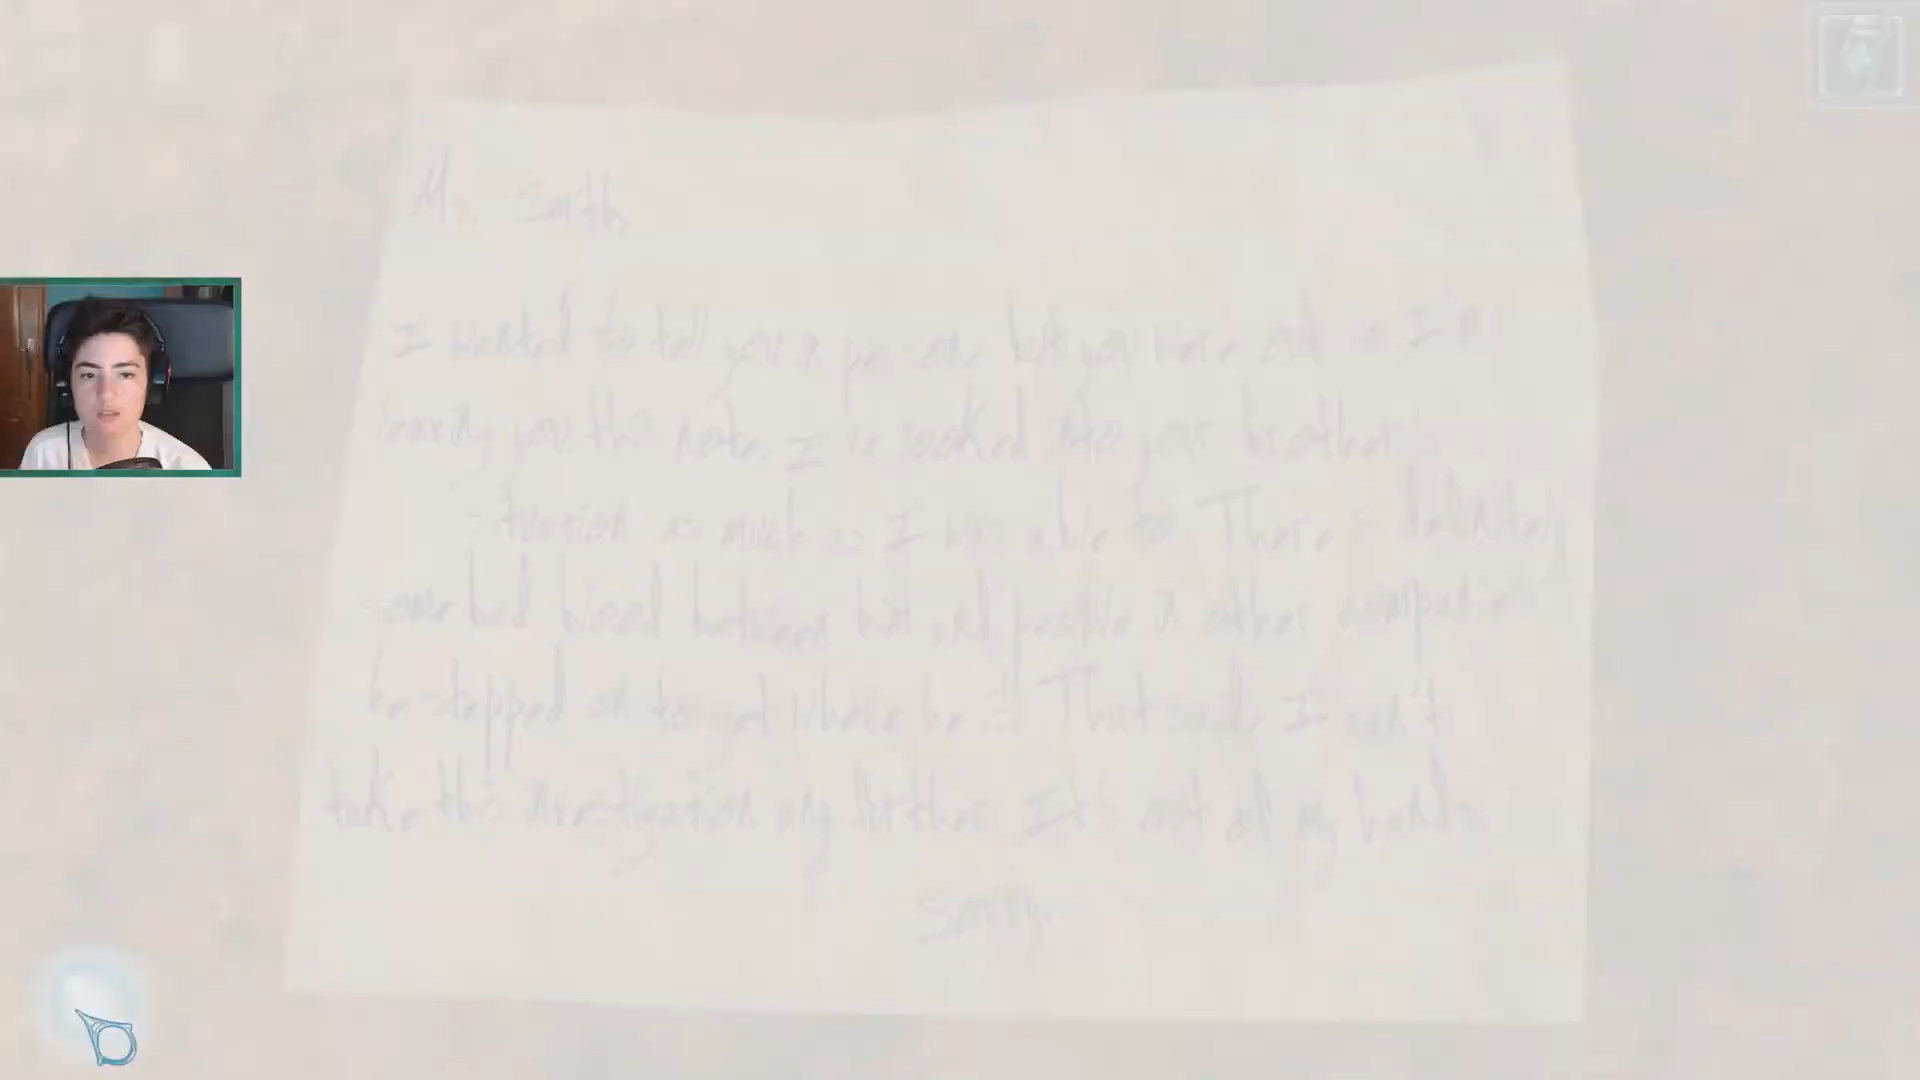 Mr. Smith,
I wanted to tell you in person, but you were out so I'm
leaving you this note. I've looked into your brother's
situation as much as I was able to. There is definitely
some bad blood between him and people in other companies
he stepped on to get where he is. That said, I can't
take this investigation any further. It's out of my hands.
Sorry.